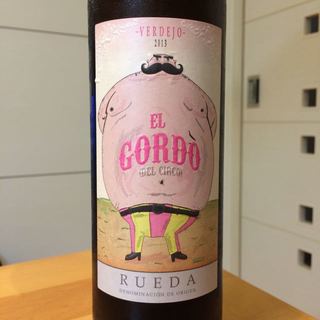 -VERDEJO-
2013
EL
GORDO
(DEL CIRCO)
RUEDA
DENOMINACIÓN DE ORIGEN